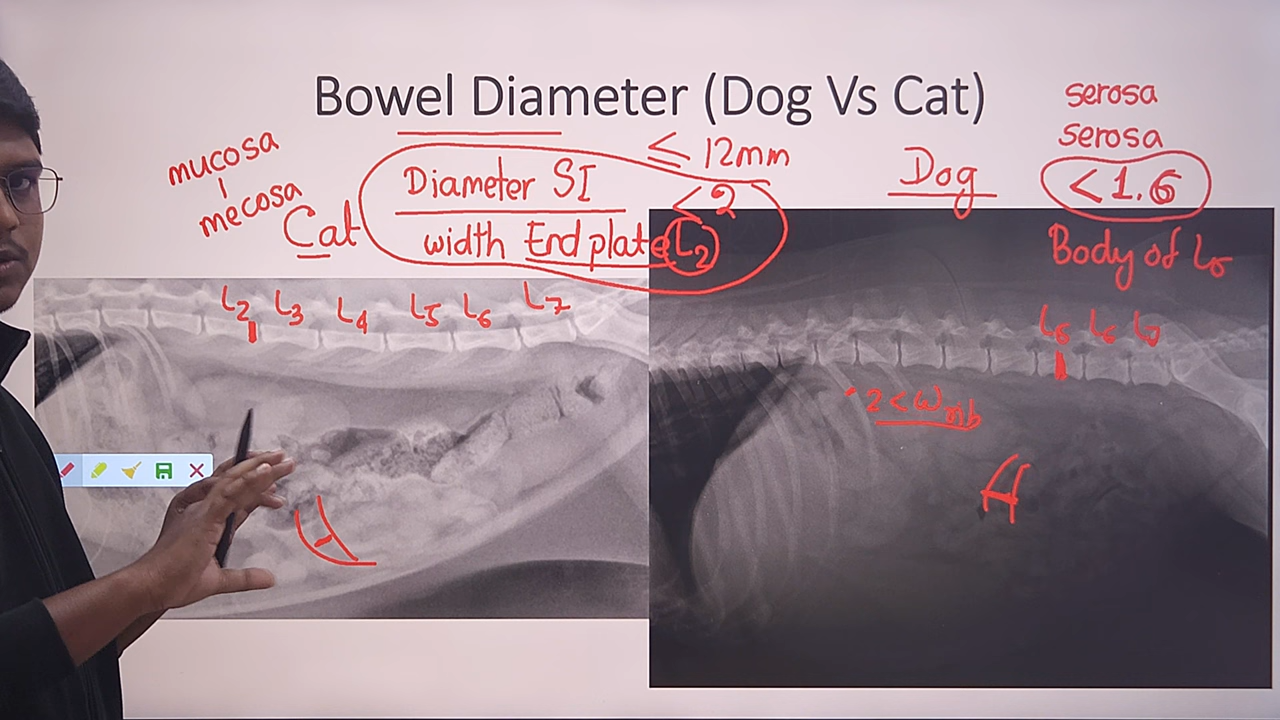 Bowel Diameter (Dog Vs Cat)
serosa
serosa
< 1.6
Body of L5
Dog
≤ 12mm
mucosa
mecosa
Cat
Diameter SI
< 2
width End plate L2
L2 L3 L4 L5 L6 L7
L5 L6 L7
2 < W rib